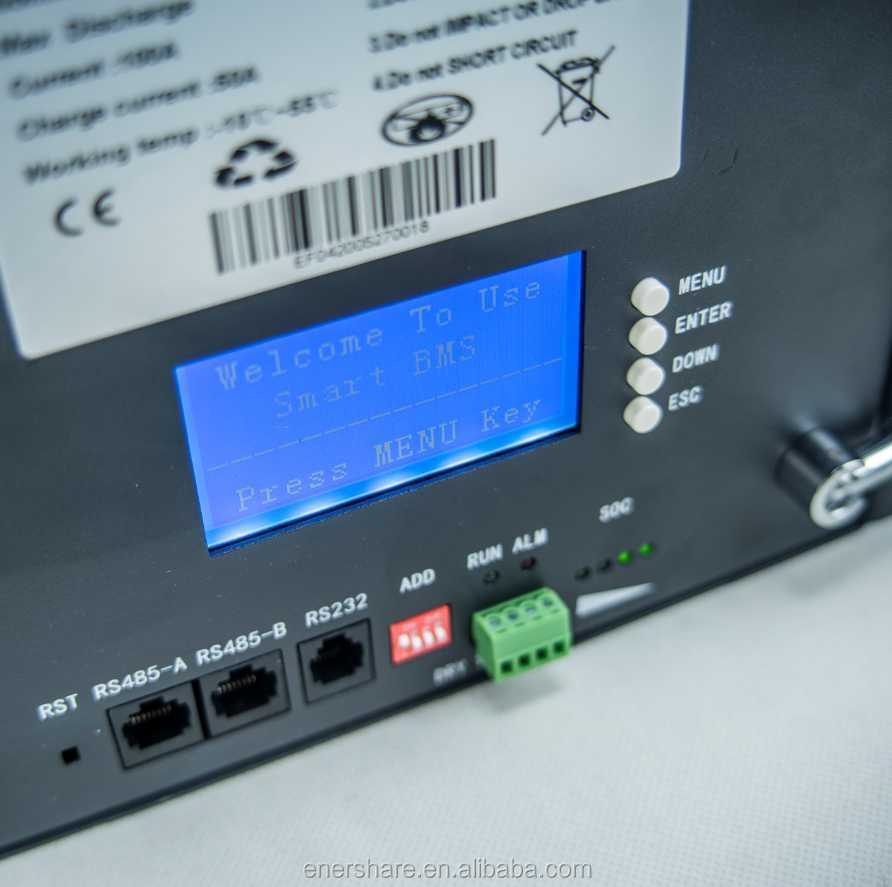 Max Discharge
Current :100A
Charge current :50A
Working temp :-10℃~55℃
3.Do not IMPACT OR DROP
4.Do not SHORT CIRCUIT
CE
EF042005270018
Welcome To Use
Smart BMS
Press MENU Key
MENU
ENTER
DOWN
ESC
SOC
RUN
ALM
ADD
RS232
RS485-B
RS485-A
RST
DRY
enershare.en.alibaba.com